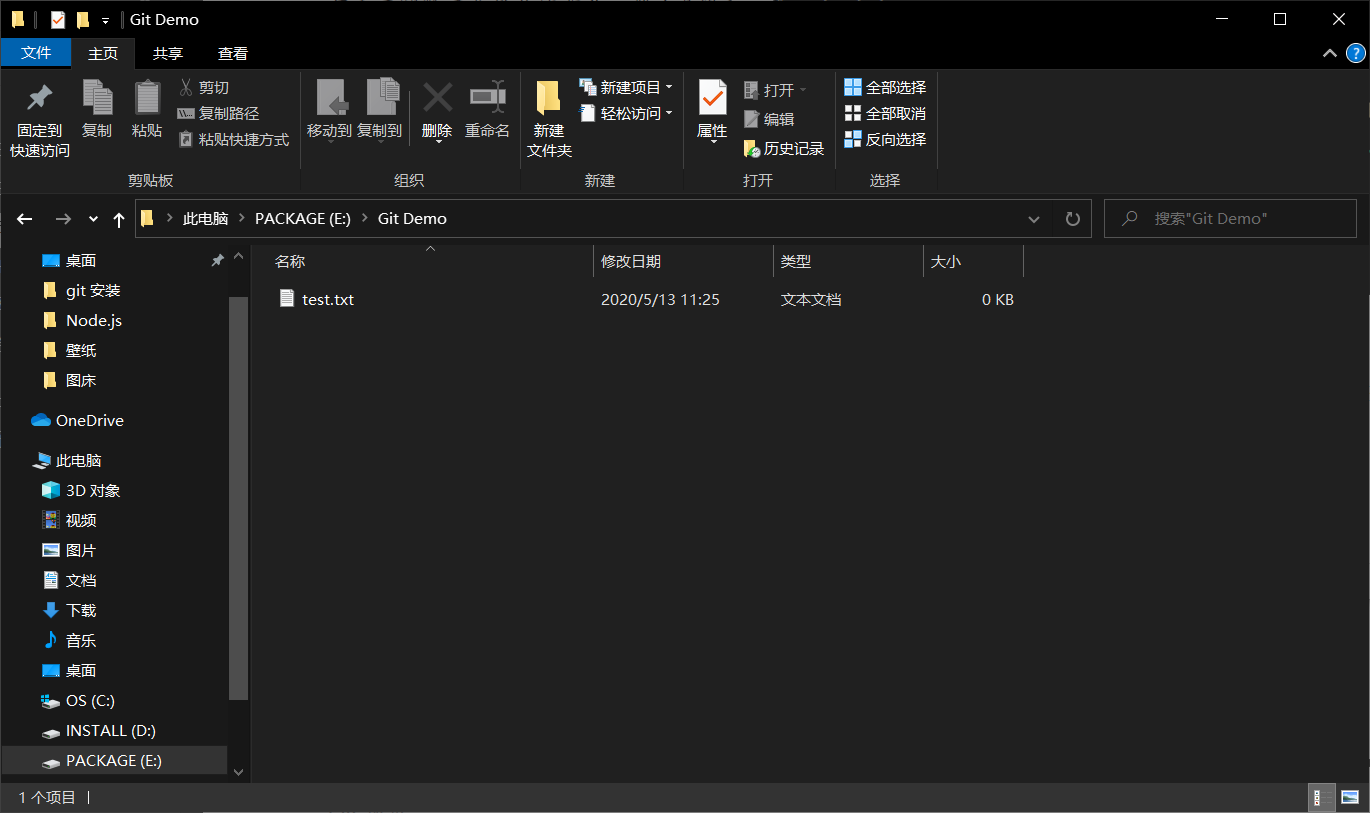 Git Demo
文件 主页 共享 查看
固定到
快速访问
复制
粘贴
剪切
复制路径
粘贴快捷方式
剪贴板
移动到
复制到
删除
重命名
组织
新建
文件夹
新建项目
轻松访问
新建
属性
打开
编辑
历史记录
打开
全部选择
全部取消
反向选择
选择
此电脑 PACKAGE (E:) Git Demo
搜索"Git Demo"
桌面
git 安装
Node.js
壁纸
图床
OneDrive
此电脑
3D 对象
视频
图片
文档
下载
音乐
桌面
OS (C:)
INSTALL (D:)
PACKAGE (E:)
名称 修改日期 类型 大小
test.txt 2020/5/13 11:25 文本文档 0 KB
1 个项目